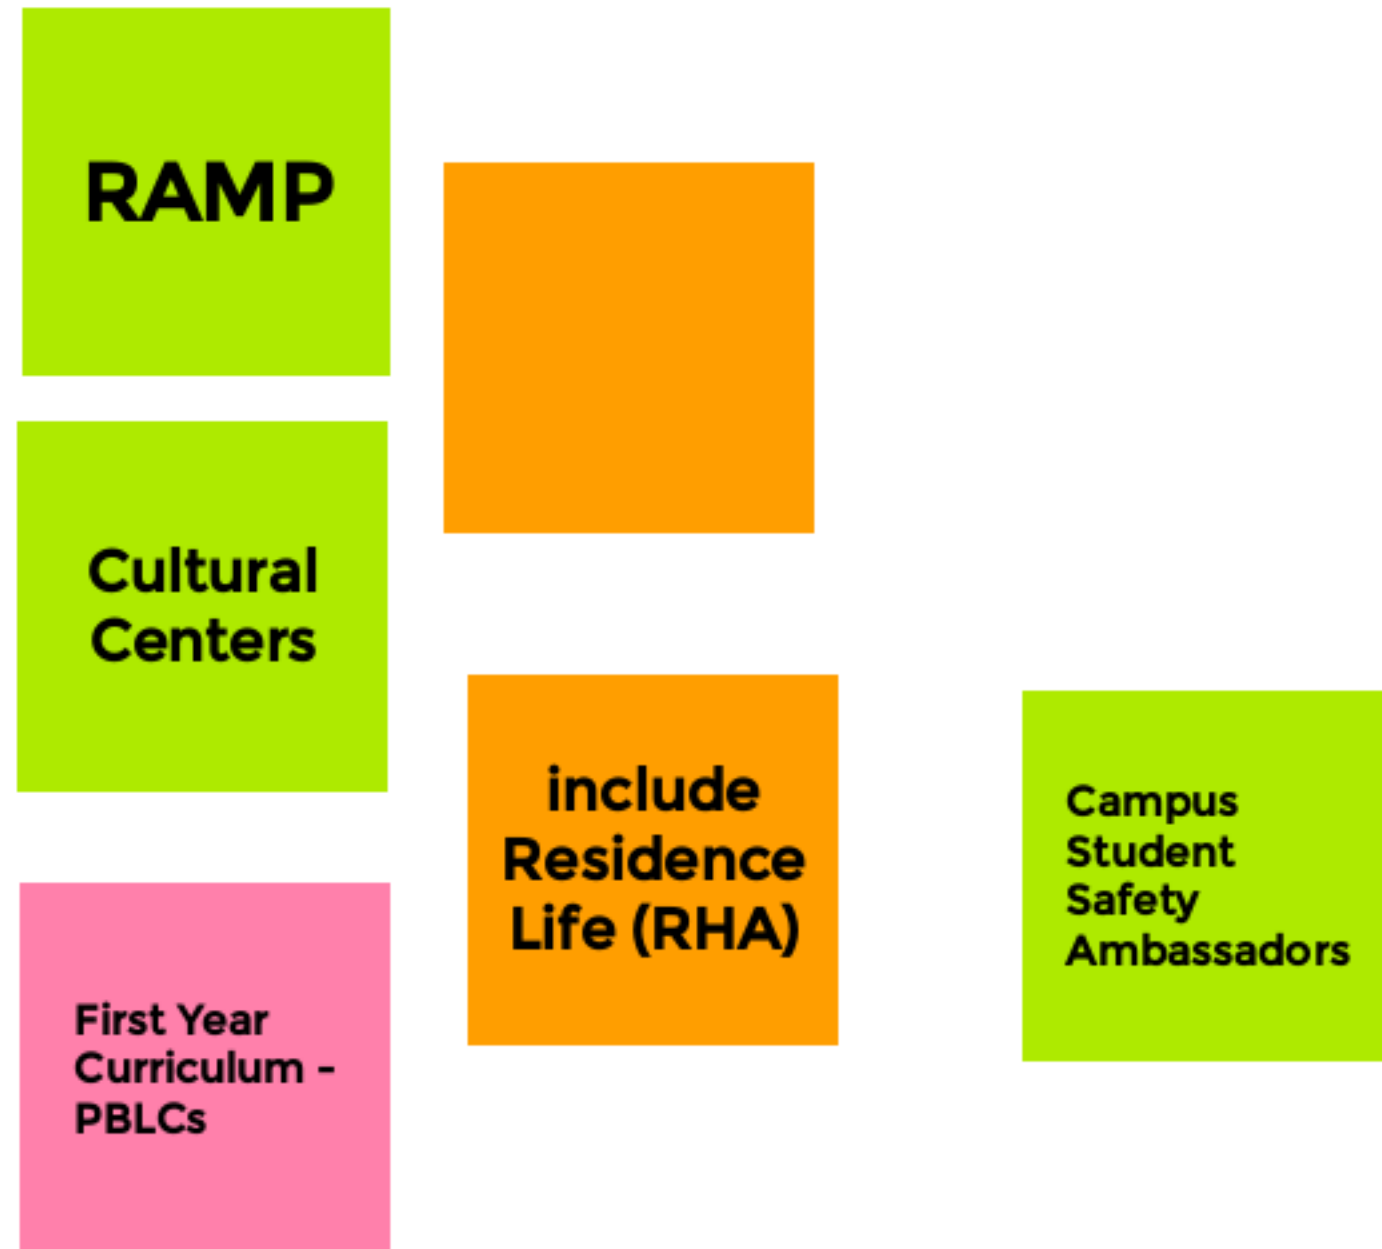 RAMP
Cultural
Centers
include
Residence
Life (RHA)
Campus
Student
Safety
Ambassadors
First Year
Curriculum -
PBLCs